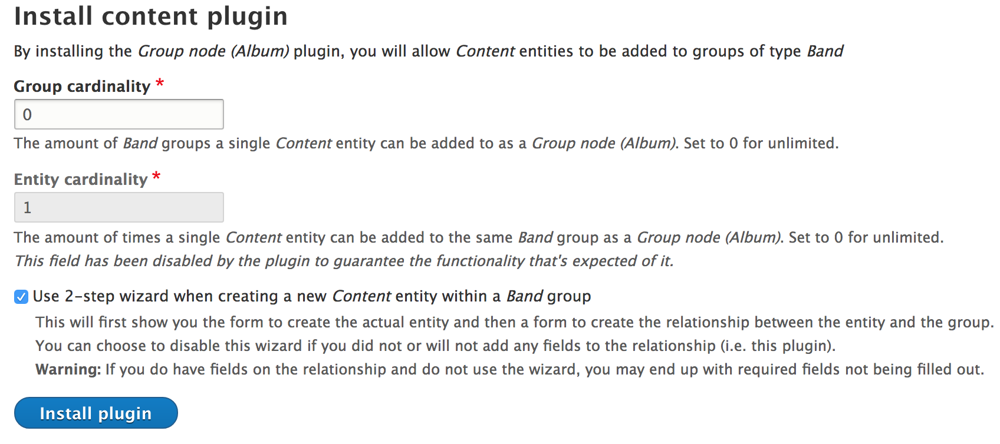 Install content plugin
By installing the Group node (Album) plugin, you will allow Content entities to be added to groups of type Band
Group cardinality *
0
The amount of Band groups a single Content entity can be added to as a Group node (Album). Set to 0 for unlimited.
Entity cardinality *
1
The amount of times a single Content entity can be added to the same Band group as a Group node (Album). Set to 0 for unlimited.
This field has been disabled by the plugin to guarantee the functionality that's expected of it.
Use 2-step wizard when creating a new Content entity within a Band group
This will first show you the form to create the actual entity and then a form to create the relationship between the entity and the group.
You can choose to disable this wizard if you did not or will not add any fields to the relationship (i.e. this plugin).
Warning: If you do have fields on the relationship and do not use the wizard, you may end up with required fields not being filled out.
Install plugin